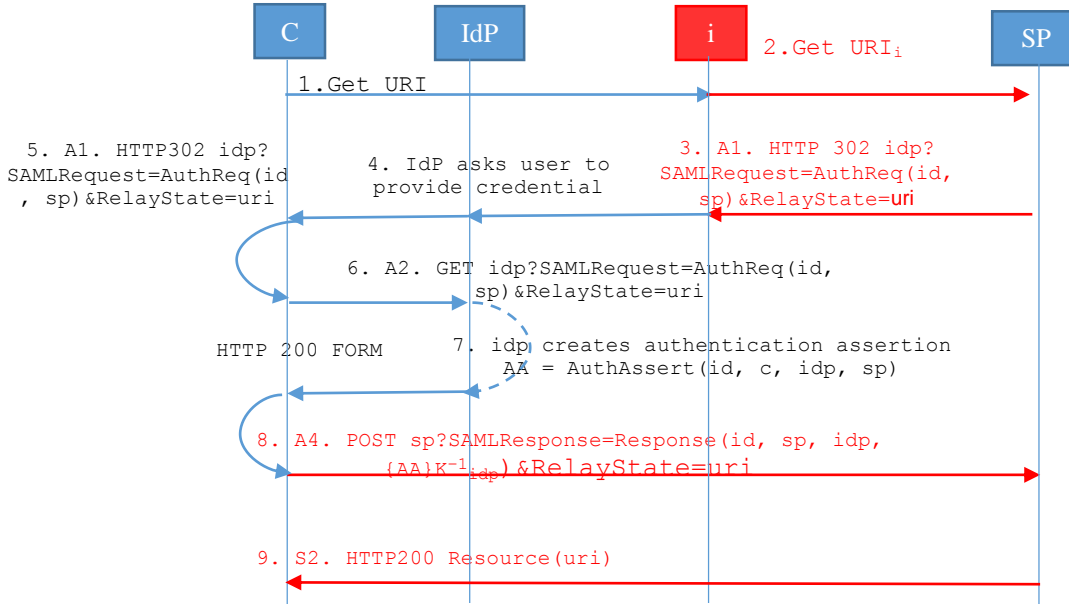 C
IdP
i
SP
2.Get URIi
1.Get URI
5. A1. HTTP302 idp?
SAMLRequest=AuthReq(id
, sp)&RelayState=uri
4. IdP asks user to
provide credential
3. A1. HTTP 302 idp?
SAMLRequest=AuthReq(id,
sp)&RelayState=uri
6. A2. GET idp?SAMLRequest=AuthReq(id,
sp)&RelayState=uri
HTTP 200 FORM
7. idp creates authentication assertion
AA = AuthAssert(id, c, idp, sp)
8. A4. POST sp?SAMLResponse=Response(id, sp, idp,
{AA}K⁻¹idp)&RelayState=uri
9. S2. HTTP200 Resource(uri)